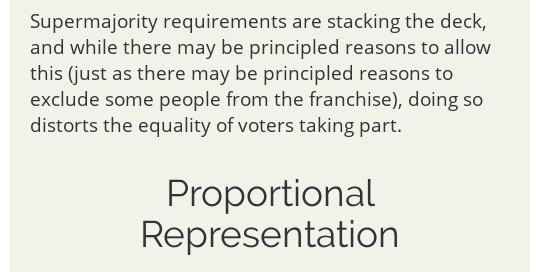 Supermajority requirements are stacking the deck,
and while there may be principled reasons to allow
this (just as there may be principled reasons to
exclude some people from the franchise), doing so
distorts the equality of voters taking part.
Proportional
Representation